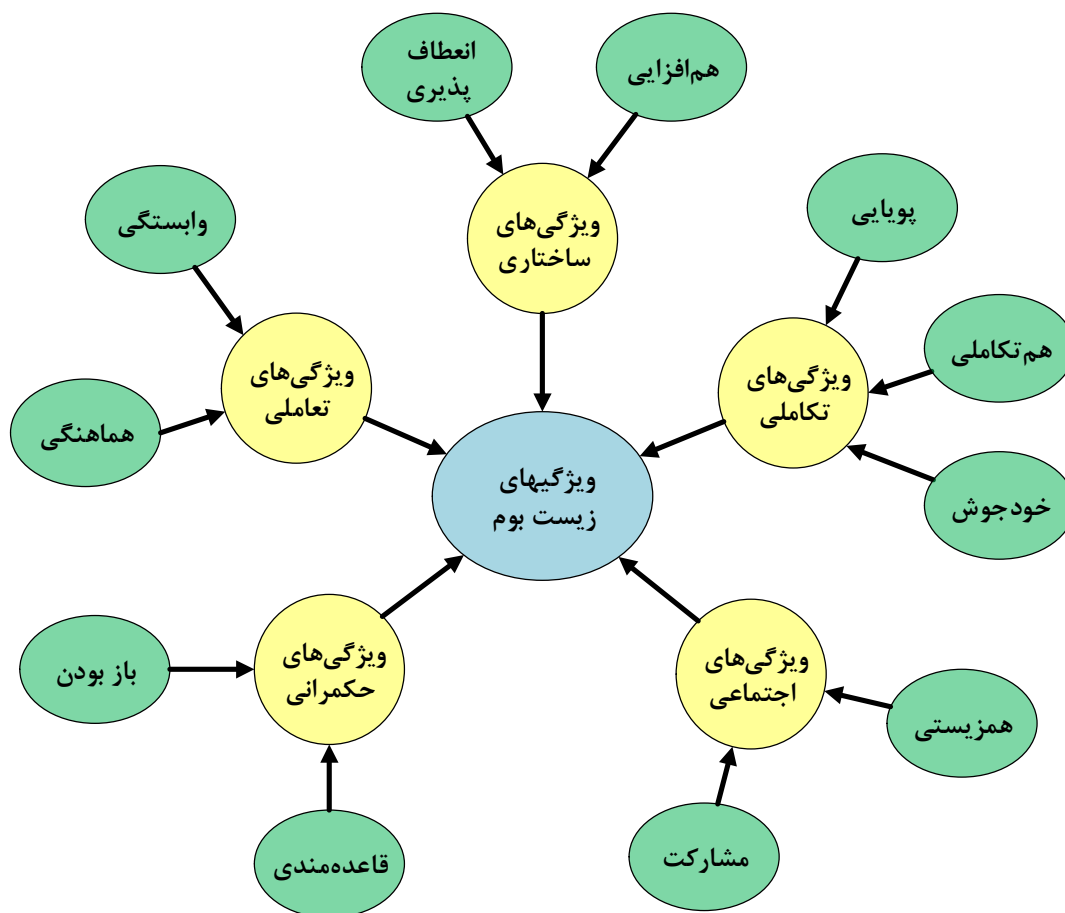 انعطاف
پذیری
هم‌افزایی
پویایی
وابستگی
ویژگی‌های
ساختاری
هم‌تکاملی
ویژگی‌های
تعاملی
ویژگی‌های
تکاملی
هماهنگی
ویژگیهای
زیست بوم
خودجوش
باز بودن
ویژگی‌های
حکمرانی
ویژگی‌های
اجتماعی
همزیستی
قاعده‌مندی
مشارکت